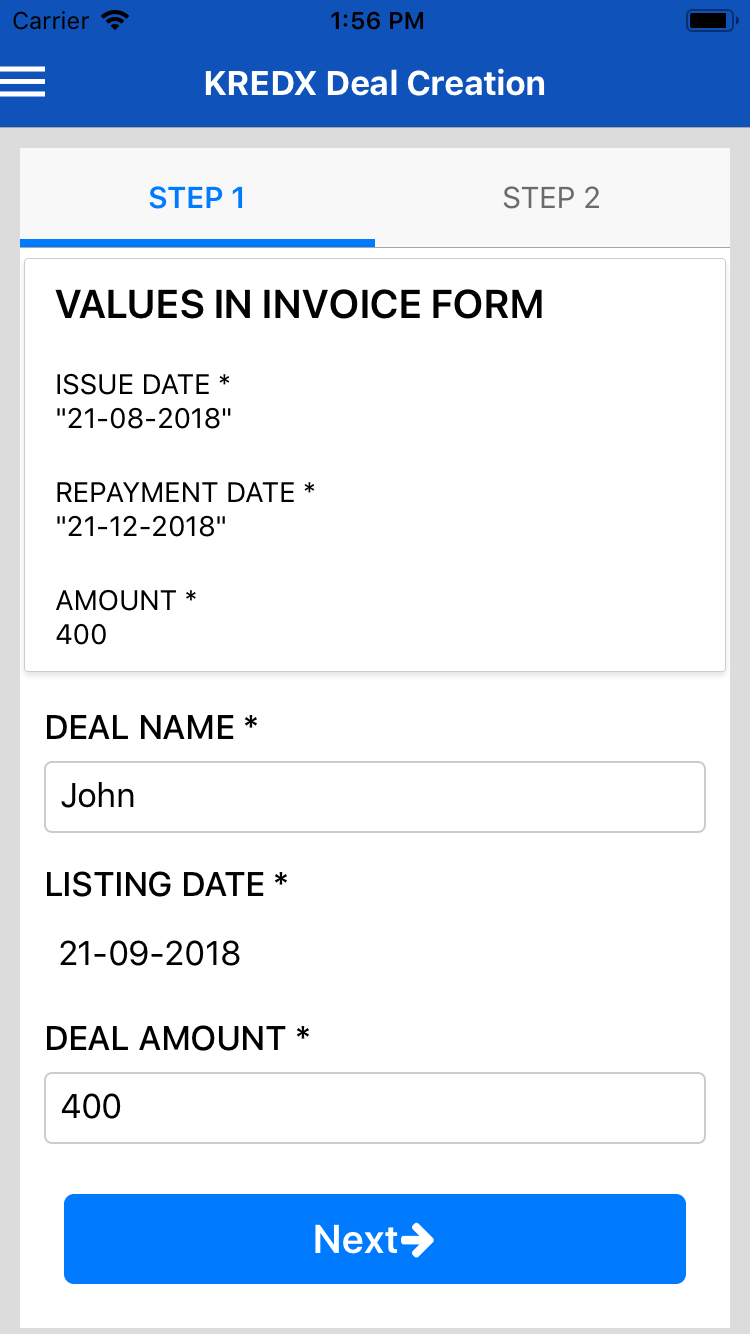 Carrier 1:56 PM
KREDX Deal Creation
STEP 1 STEP 2
VALUES IN INVOICE FORM
ISSUE DATE *
"21-08-2018"
REPAYMENT DATE *
"21-12-2018"
AMOUNT *
400
DEAL NAME *
John
LISTING DATE *
21-09-2018
DEAL AMOUNT *
400
Next